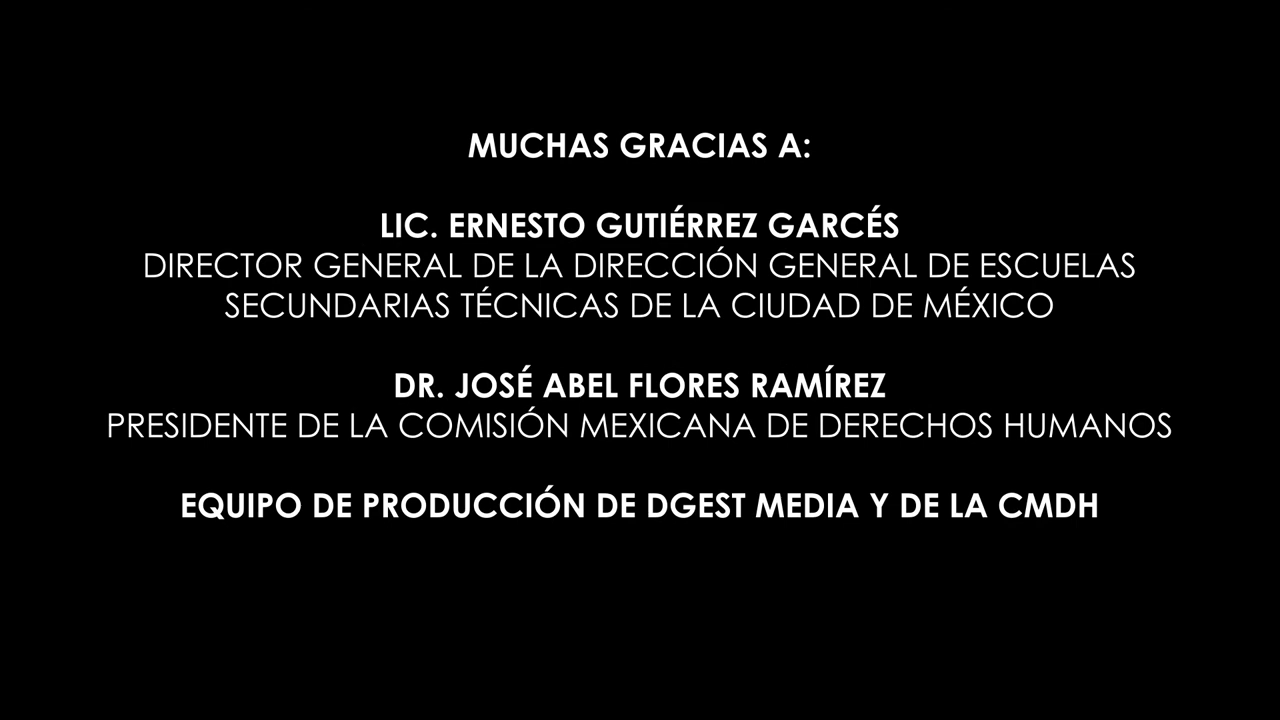 MUCHAS GRACIAS A:
LIC. ERNESTO GUTIÉRREZ GARCÉS
DIRECTOR GENERAL DE LA DIRECCIÓN GENERAL DE ESCUELAS
SECUNDARIAS TÉCNICAS DE LA CIUDAD DE MÉXICO
DR. JOSÉ ABEL FLORES RAMÍREZ
PRESIDENTE DE LA COMISIÓN MEXICANA DE DERECHOS HUMANOS
EQUIPO DE PRODUCCIÓN DE DGEST MEDIA Y DE LA CMDH